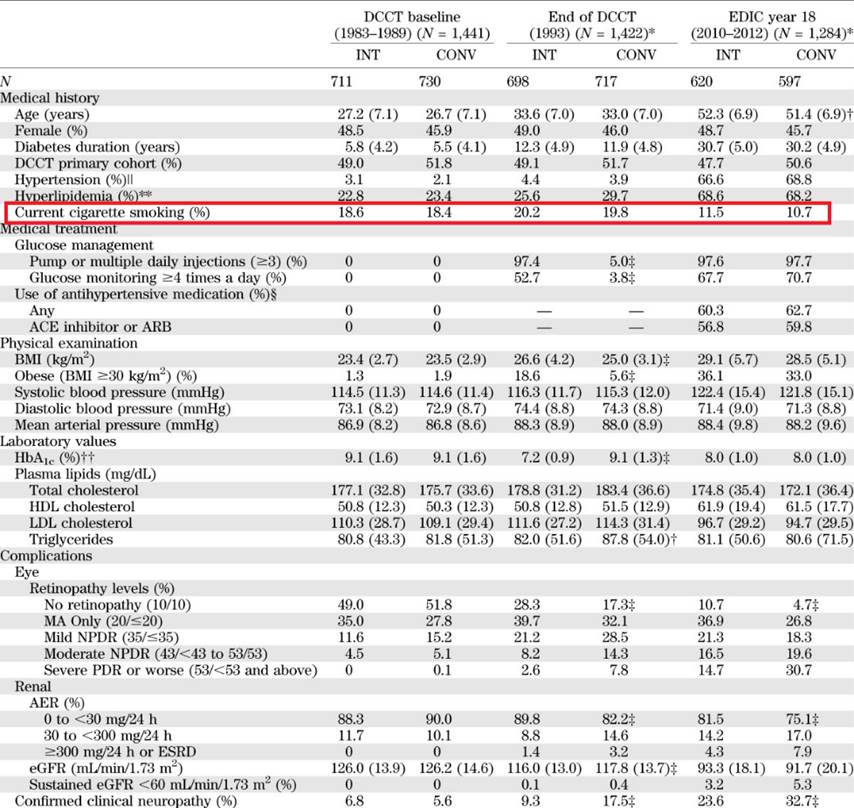 DCCT baseline End of DCCT EDIC year 18
(1983–1989) (N = 1,441) (1993) (N = 1,422)* (2010–2012) (N = 1,284)*
INT CONV INT CONV INT CONV
N 711 730 698 717 620 597
Medical history
Age (years) 27.2 (7.1) 26.7 (7.1) 33.6 (7.0) 33.0 (7.0) 52.3 (6.9) 51.4 (6.9)†
Female (%) 48.5 45.9 49.0 46.0 48.7 45.7
Diabetes duration (years) 5.8 (4.2) 5.5 (4.1) 12.3 (4.9) 11.9 (4.8) 30.7 (5.0) 30.2 (4.9)
DCCT primary cohort (%) 49.0 51.8 49.1 51.7 47.7 50.6
Hypertension (%)|| 3.1 2.1 4.4 3.9 66.6 68.8
Hyperlipidemia (%)** 22.8 23.4 25.6 29.7 68.6 68.2
Current cigarette smoking (%) 18.6 18.4 20.2 19.8 11.5 10.7
Medical treatment
Glucose management
Pump or multiple daily injections (≥3) (%) 0 0 97.4 5.0‡ 97.6 97.7
Glucose monitoring ≥4 times a day (%) 0 0 52.7 3.8‡ 67.7 70.7
Use of antihypertensive medication (%)§
Any 0 0 — — 60.3 62.7
ACE inhibitor or ARB 0 0 — — 56.8 59.8
Physical examination
BMI (kg/m²) 23.4 (2.7) 23.5 (2.9) 26.6 (4.2) 25.0 (3.1)‡ 29.1 (5.7) 28.5 (5.1)
Obese (BMI ≥30 kg/m²) (%) 1.3 1.9 18.6 5.6‡ 36.1 33.0
Systolic blood pressure (mmHg) 114.5 (11.3) 114.6 (11.4) 116.3 (11.7) 115.3 (12.0) 122.4 (15.4) 121.8 (15.1)
Diastolic blood pressure (mmHg) 73.1 (8.2) 72.9 (8.7) 74.4 (8.8) 74.3 (8.8) 71.4 (9.0) 71.3 (8.8)
Mean arterial pressure (mmHg) 86.9 (8.2) 86.8 (8.6) 88.3 (8.9) 88.0 (8.9) 88.4 (9.8) 88.2 (9.6)
Laboratory values
HbA1c (%)†† 9.1 (1.6) 9.1 (1.6) 7.2 (0.9) 9.1 (1.3)‡ 8.0 (1.0) 8.0 (1.0)
Plasma lipids (mg/dL)
Total cholesterol 177.1 (32.8) 175.7 (33.6) 178.8 (31.2) 183.4 (36.6) 174.8 (35.4) 172.1 (36.4)
HDL cholesterol 50.8 (12.3) 50.3 (12.3) 50.8 (12.8) 51.5 (12.9) 61.9 (19.4) 61.5 (17.7)
LDL cholesterol 110.3 (28.7) 109.1 (29.4) 111.6 (27.2) 114.3 (31.4) 96.7 (29.2) 94.7 (29.5)
Triglycerides 80.8 (43.3) 81.8 (51.3) 82.0 (51.6) 87.8 (54.0)† 81.1 (50.6) 80.6 (71.5)
Complications
Eye
Retinopathy levels (%)
No retinopathy (10/10) 49.0 51.8 28.3 17.3‡ 10.7 4.7‡
MA Only (20/≤20) 35.0 27.8 39.7 32.1 36.9 26.8
Mild NPDR (35/≤35) 11.6 15.2 21.2 28.5 21.3 18.3
Moderate NPDR (43/<43 to 53/53) 4.5 5.1 8.2 14.3 16.5 19.6
Severe PDR or worse (53/<53 and above) 0 0.1 2.6 7.8 14.7 30.7
Renal
AER (%)
0 to <30 mg/24 h 88.3 90.0 89.8 82.2‡ 81.5 75.1‡
30 to <300 mg/24 h 11.7 10.1 8.8 14.6 14.2 17.0
≥300 mg/24 h or ESRD 0 0 1.4 3.2 4.3 7.9
eGFR (mL/min/1.73 m²) 126.0 (13.9) 126.2 (14.6) 116.0 (13.0) 117.8 (13.7)‡ 93.3 (18.1) 91.7 (20.1)
Sustained eGFR <60 mL/min/1.73 m² (%) 0 0 0.1 0.4 3.2 5.3
Confirmed clinical neuropathy (%) 6.8 5.6 9.3 17.5‡ 23.6 32.7‡